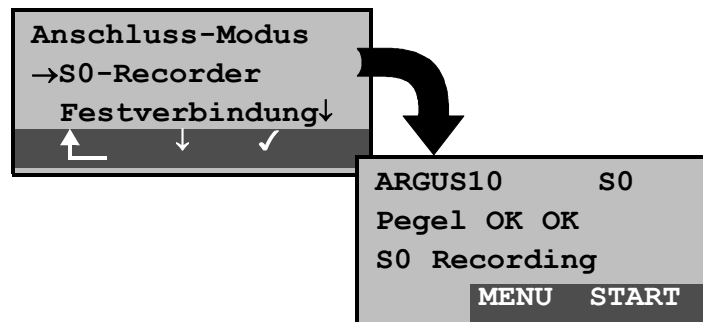 Anschluss-Modus
→S0-Recorder
Festverbindung↓
↓ ✓
ARGUS10 S0
Pegel OK OK
S0 Recording
MENU START